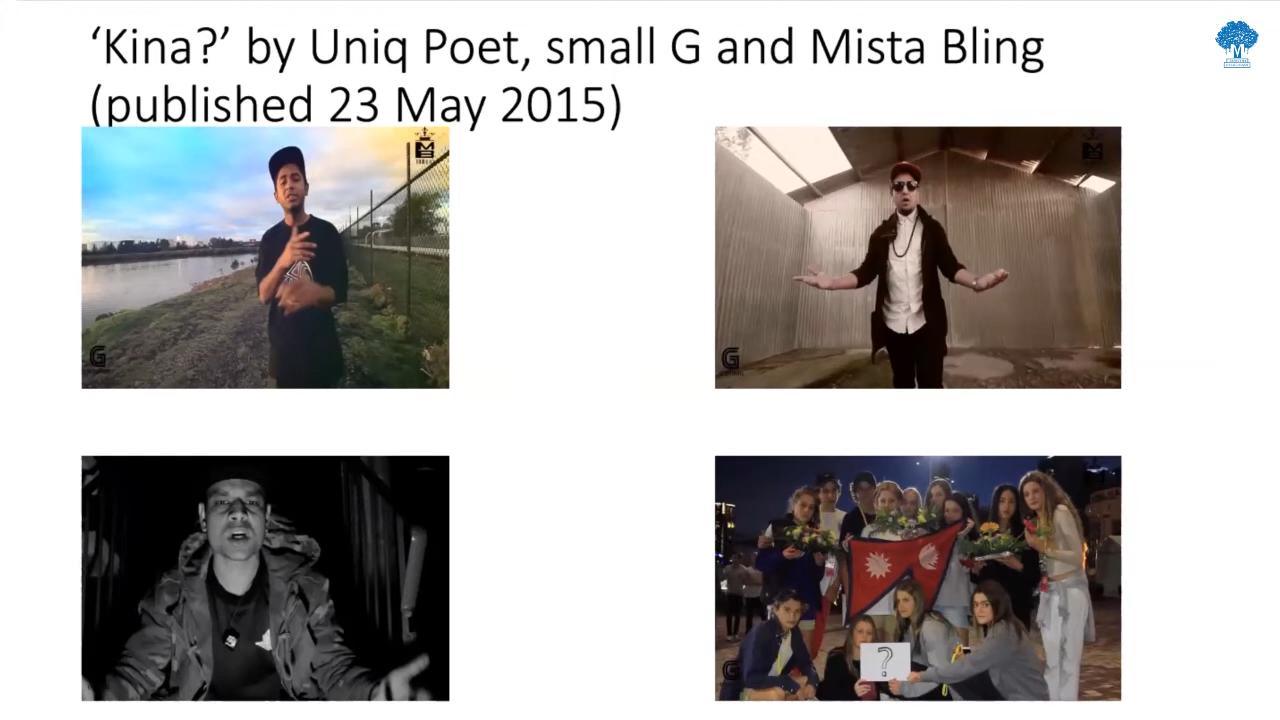 ‘Kina?’ by Uniq Poet, small G and Mista Bling
(published 23 May 2015)
M
G
G
?